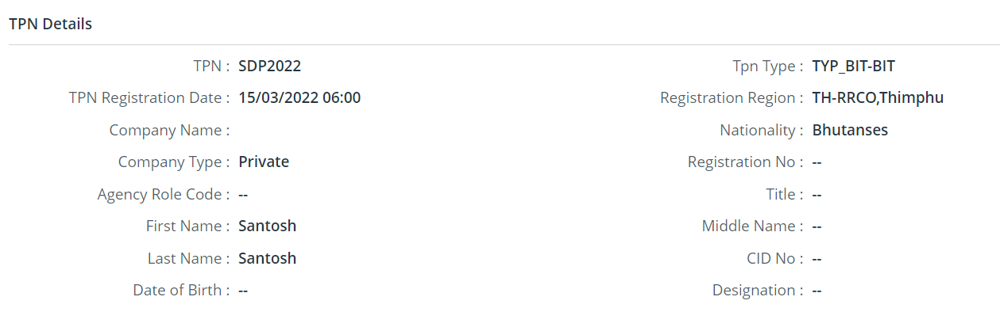 TPN Details
TPN : SDP2022 Tpn Type : TYP_BIT-BIT
TPN Registration Date : 15/03/2022 06:00 Registration Region : TH-RRCO,Thimphu
Company Name : Nationality : Bhutanses
Company Type : Private Registration No : --
Agency Role Code : -- Title : --
First Name : Santosh Middle Name : --
Last Name : Santosh CID No : --
Date of Birth : -- Designation : --